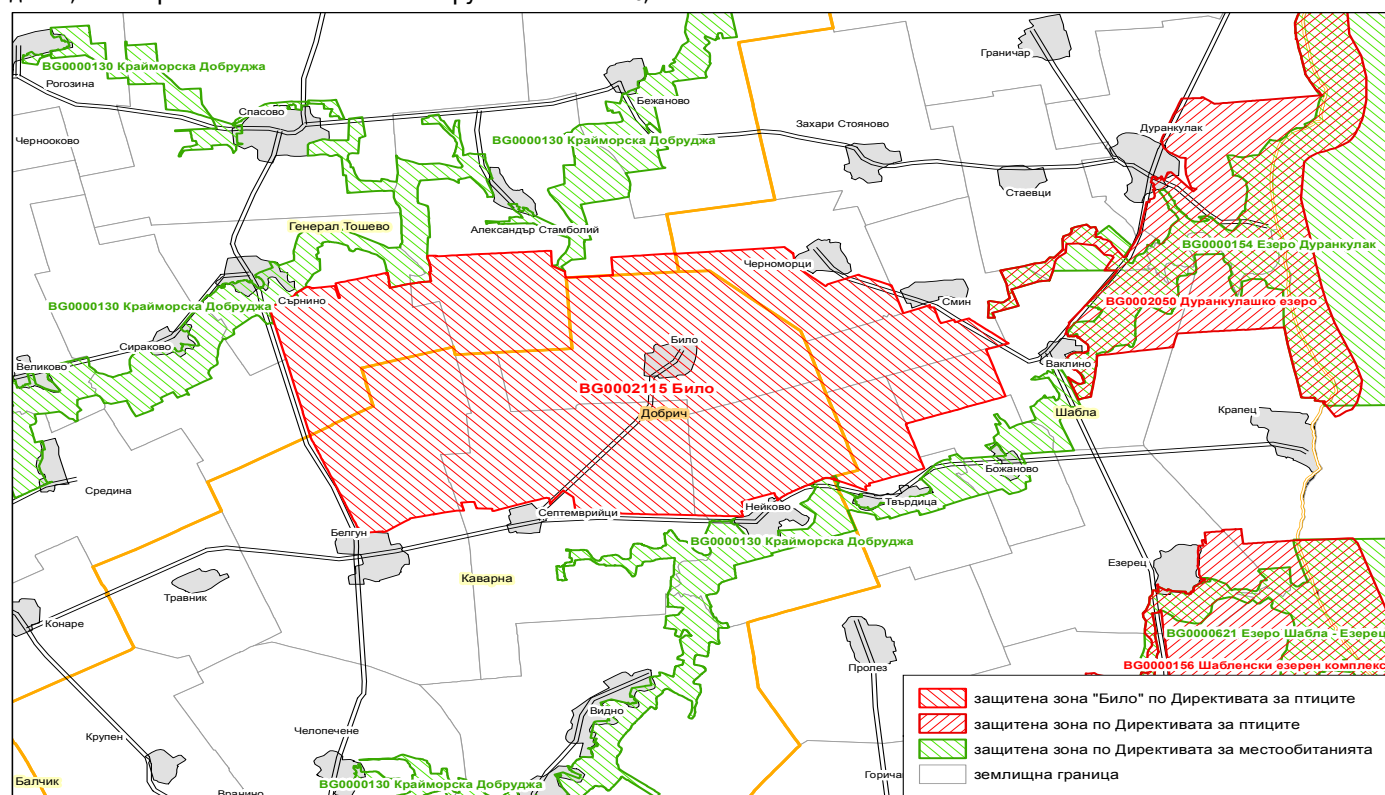 BG0000130 Крайморска Добруджа
Рогозина
Спасово
Чернооково
Бежаново
BG0000130 Крайморска Добруджа
Граничар
Захари Стояново
Дуранкулак
Стаевци
Генерал Тошево
Александър Стамболий
BG0000154 Езеро Дуранкулак
Черноморци
Смин
BG0002050 Дуранкулашко езеро
BG0000130 Крайморска Добруджа
Сърнино
Сираково
Великово
Било
BG0002115 Било
Добрич
Ваклино
Шабла
Крапец
Божаново
Твърдица
Средина
Септемврийци
Нейково
BG0000130 Крайморска Добруджа
Белгун
Каварна
Травник
Конаре
Езерец
BG0000621 Езеро Шабла - Езерец
BG0000156 Шабленски езерен комплекс
Пролез
Видно
Крупен
Челопечене
Балчик
BG0000130 Крайморска Добруджа
Вранино
Горича
защитена зона "Било" по Директивата за птиците
защитена зона по Директивата за птиците
защитена зона по Директивата за местообитанията
землищна граница